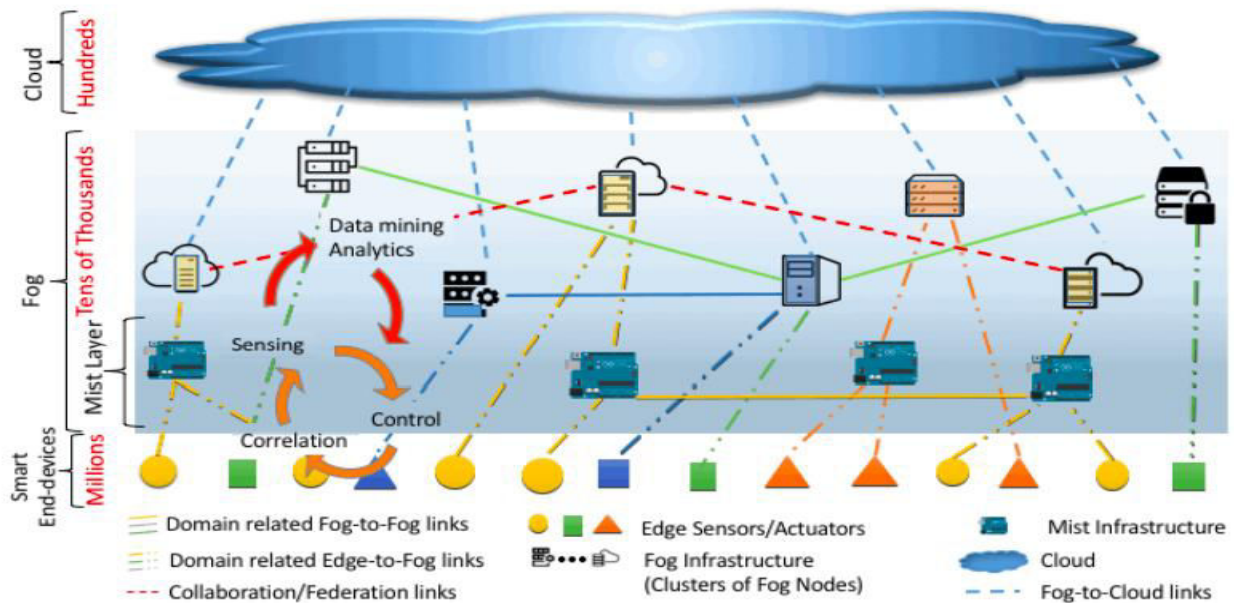 Cloud
Hundreds
Fog
Tens of Thousands
Mist Layer
Smart
End-devices
Millions
Data mining
Analytics
Sensing
Control
Correlation
Domain related Fog-to-Fog links
Domain related Edge-to-Fog links
Collaboration/Federation links
Edge Sensors/Actuators
Fog Infrastructure
(Clusters of Fog Nodes)
Mist Infrastructure
Cloud
Fog-to-Cloud links